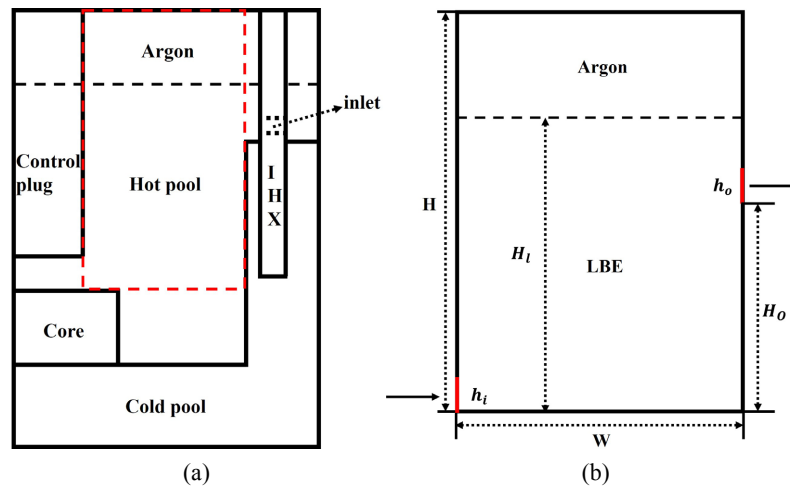 Argon
inlet
Control
plug
Hot pool
I
H
X
Core
Cold pool
(a)
Argon
H
H_l
LBE
h_o
H_O
h_i
W
(b)